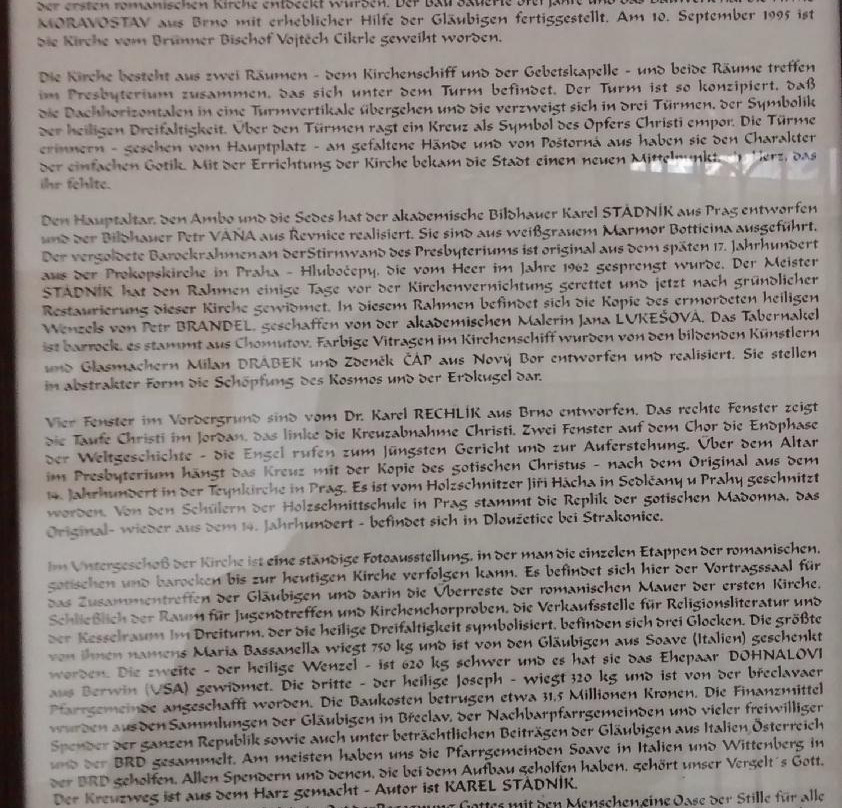 der ersten romanischen Kirche entdeckt wurden. Der Bau dauerte drei Jahre und das
MORAVOSTAV aus Brno mit erheblicher Hilfe der Gläubigen fertiggestellt. Am 10. September 1995 ist
die Kirche vom Brünner Bischof Vojtěch Cikrle geweiht worden.
Die Kirche besteht aus zwei Räumen - dem Kirchenschiff und der Gebetskapelle - und beide Räume treffen
im Presbyterium zusammen, das sich unter dem Turm befindet. Der Turm ist so konzipiert, daß
die Dachhorizontalen in eine Turmvertikale übergehen und die verzweigt sich in drei Türmen, der Symbolik
der heiligen Dreifaltigkeit. Über den Türmen ragt ein Kreuz als Symbol des Opfers Christi empor. Die Türme
erinnern - gesehen vom Hauptplatz - an gefaltene Hände und von Poštorná aus haben sie den Charakter
der einfachen Gotik. Mit der Errichtung der Kirche bekam die Stadt einen neuen Mittelpunkt, Herz, das
ihr fehlte.
Den Hauptaltar, den Ambo und die Sedes hat der akademische Bildhauer Karel STÁDNÍK aus Prag entworfen
und der Bildhauer Petr VÁŇA aus Řevnice realisiert. Sie sind aus weißgrauem Marmor Botticina ausgeführt.
Der vergoldete Barockrahmen an derStirnwand des Presbyteriums ist original aus dem späten 17. Jahrhundert
aus der Prokopskirche in Praha - Hlubočepy, die vom Heer im Jahre 1962 gesprengt wurde. Der Meister
STÁDNÍK hat den Rahmen einige Tage vor der Kirchenvernichtung gerettet und jetzt nach gründlicher
Restaurierung dieser Kirche gewidmet. In diesem Rahmen befindet sich die Kopie des ermordeten heiligen
Wenzels von Petr BRANDEL, geschaffen von der akademischen Malerin Jana LUKEŠOVÁ. Das Tabernakel
ist barrock, es stammt aus Chomutov. Farbige Vitragen im Kirchenschiff wurden von den bildenden Künstlern
und Glasmachern Milan DRÁBEK und Zdeněk ČÁP aus Nový Bor entworfen und realisiert. Sie stellen
in abstrakter Form die Schöpfung des Kosmos und der Erdkugel dar.
Vier Fenster im Vordergrund sind vom Dr. Karel RECHLÍK aus Brno entworfen. Das rechte Fenster zeigt
die Taufe Christi im Jordan, das linke die Kreuzabnahme Christi. Zwei Fenster auf dem Chor die Endphase
der Weltgeschichte - die Engel rufen zum Jüngsten Gericht und zur Auferstehung. Über dem Altar
im Presbyterium hängt das Kreuz mit der Kopie des gotischen Christus - nach dem Original aus dem
14. Jahrhundert in der Teynkirche in Prag. Es ist vom Holzschnitzer Jiří Hácha in Sedlčany u Prahy geschnitzt
worden. Von den Schülern der Holzschnittschule in Prag stammt die Replik der gotischen Madonna, das
Original- wieder aus dem 14. Jahrhundert - befindet sich in Dloužetice bei Strakonice.
Im Untergeschoß der Kirche ist eine ständige Fotoausstellung, in der man die einzelen Etappen der romanischen,
gotischen und barocken bis zur heutigen Kirche verfolgen kann. Es befindet sich hier der Vortragssaal für
das Zusammentreffen der Gläubigen und darin die Überreste der romanischen Mauer der ersten Kirche.
Schließlich der Raum für Jugendtreffen und Kirchenchorproben, die Verkaufsstelle für Religionsliteratur und
der Kesselraum Im Dreiturm, der die heilige Dreifaltigkeit symbolisiert, befinden sich drei Glocken. Die größte
von ihnen namens Maria Bassanella wiegt 750 kg und ist von den Gläubigen aus Soave (Italien) geschenkt
worden. Die zweite - der heilige Wenzel - ist 620 kg schwer und es hat sie das Ehepaar DOHNALOVI
aus Berwin (USA) gewidmet. Die dritte - der heilige Joseph - wiegt 320 kg und ist von der břeclavaer
Pfarrgemeinde angeschafft worden. Die Baukosten betrugen etwa 31,5 Millionen Kronen. Die Finanzmittel
wurden aus den Sammlungen der Gläubigen in Břeclav, der Nachbarpfarrgemeinden und vieler freiwilliger
Spender der ganzen Republik sowie auch unter beträchtlichen Beiträgen der Gläubigen aus Italien, Österreich
und der BRD gesammelt. Am meisten haben uns die Pfarrgemeinden Soave in Italien und Wittenberg in
der BRD geholfen. Allen Spendern und denen, die bei dem Aufbau geholfen haben, gehört unser Vergelt´s Gott.
Der Kreuzweg ist aus dem Harz gemacht - Autor ist KAREL STÁDNÍK.
Gottes mit den Menschen, eine Oase der Stille für alle